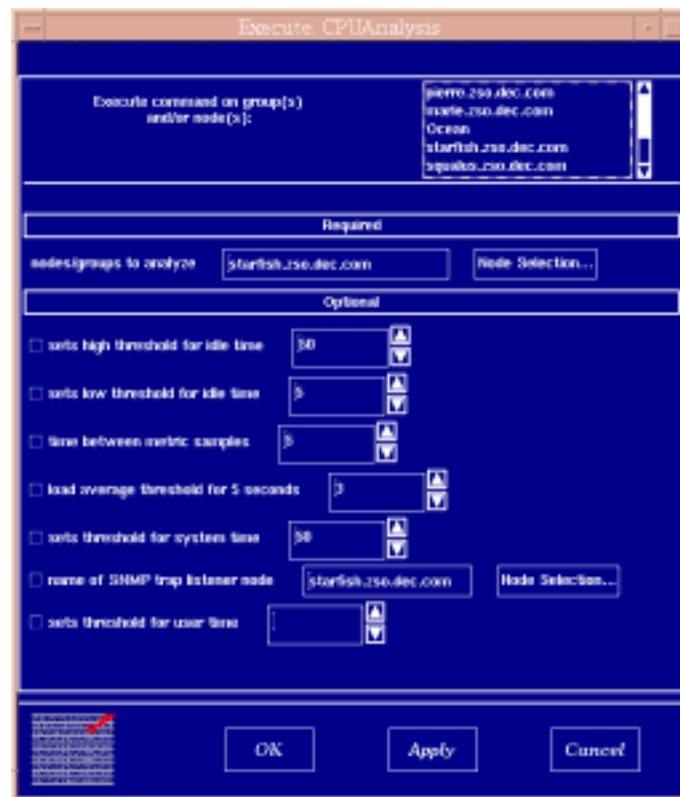 Execute: CPUAnalysis
Execute command on group(s)
and/or node(s):
pierre.zso.dec.com
marte.zso.dec.com
Ocean
starfish.zso.dec.com
squalus.zso.dec.com
Required
nodes/groups to analyze starfish.zso.dec.com Node Selection...
Optional
sets high threshold for idle time
sets low threshold for idle time 5
time between metric samples 5
load average threshold for 5 seconds 3
sets threshold for system time 50
name of SNMP trap listener node starfish.zso.dec.com Node Selection...
sets threshold for user time
OK Apply Cancel